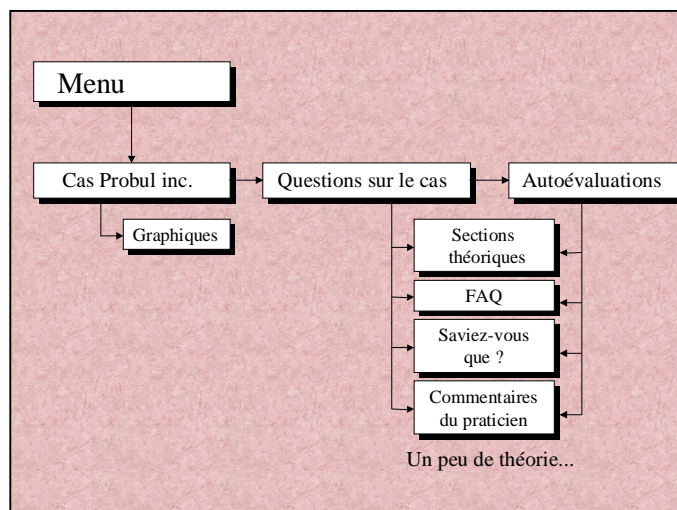 Menu
Cas Probul inc.
Questions sur le cas
Autoévaluations
Graphiques
Sections
théoriques
FAQ
Saviez-vous
que ?
Commentaires
du praticien
Un peu de théorie...